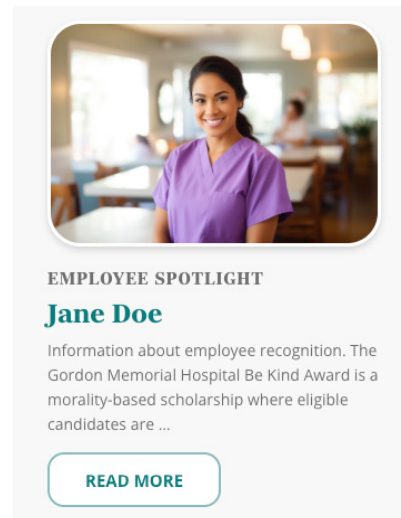 EMPLOYEE SPOTLIGHT
Jane Doe
Information about employee recognition. The
Gordon Memorial Hospital Be Kind Award is a
morality-based scholarship where eligible
candidates are ...
READ MORE